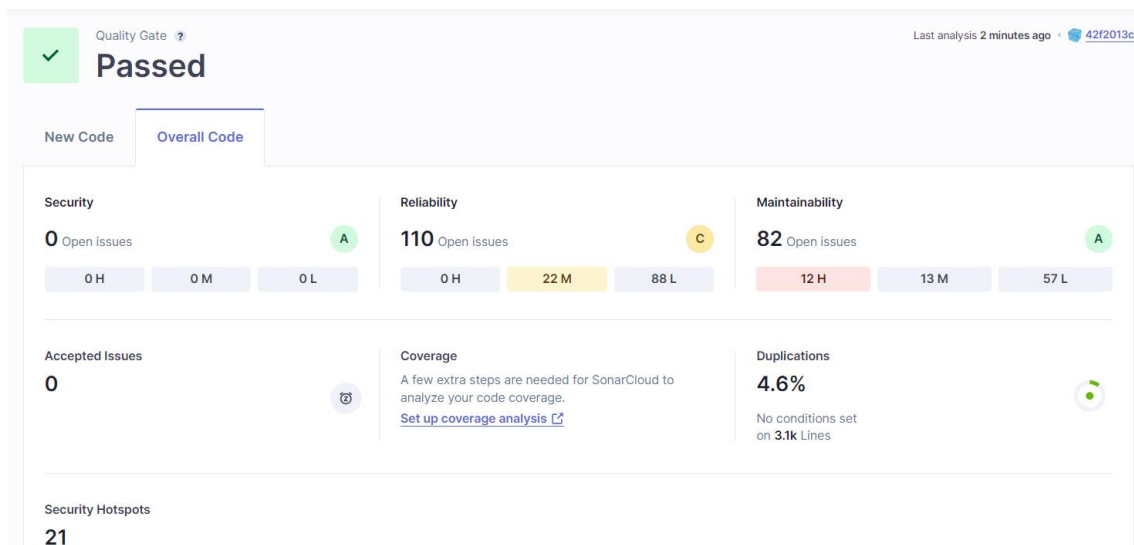 Quality Gate ?
Last analysis 2 minutes ago • 42f2013c
Passed
New Code
Overall Code
Security
0 Open issues
A
0 H
0 M
0 L
Reliability
110 Open issues
C
0 H
22 M
88 L
Maintainability
82 Open issues
A
12 H
13 M
57 L
Accepted Issues
0
Coverage
A few extra steps are needed for SonarCloud to
analyze your code coverage.
Set up coverage analysis
Duplications
4.6%
No conditions set
on 3.1k Lines
Security Hotspots
21